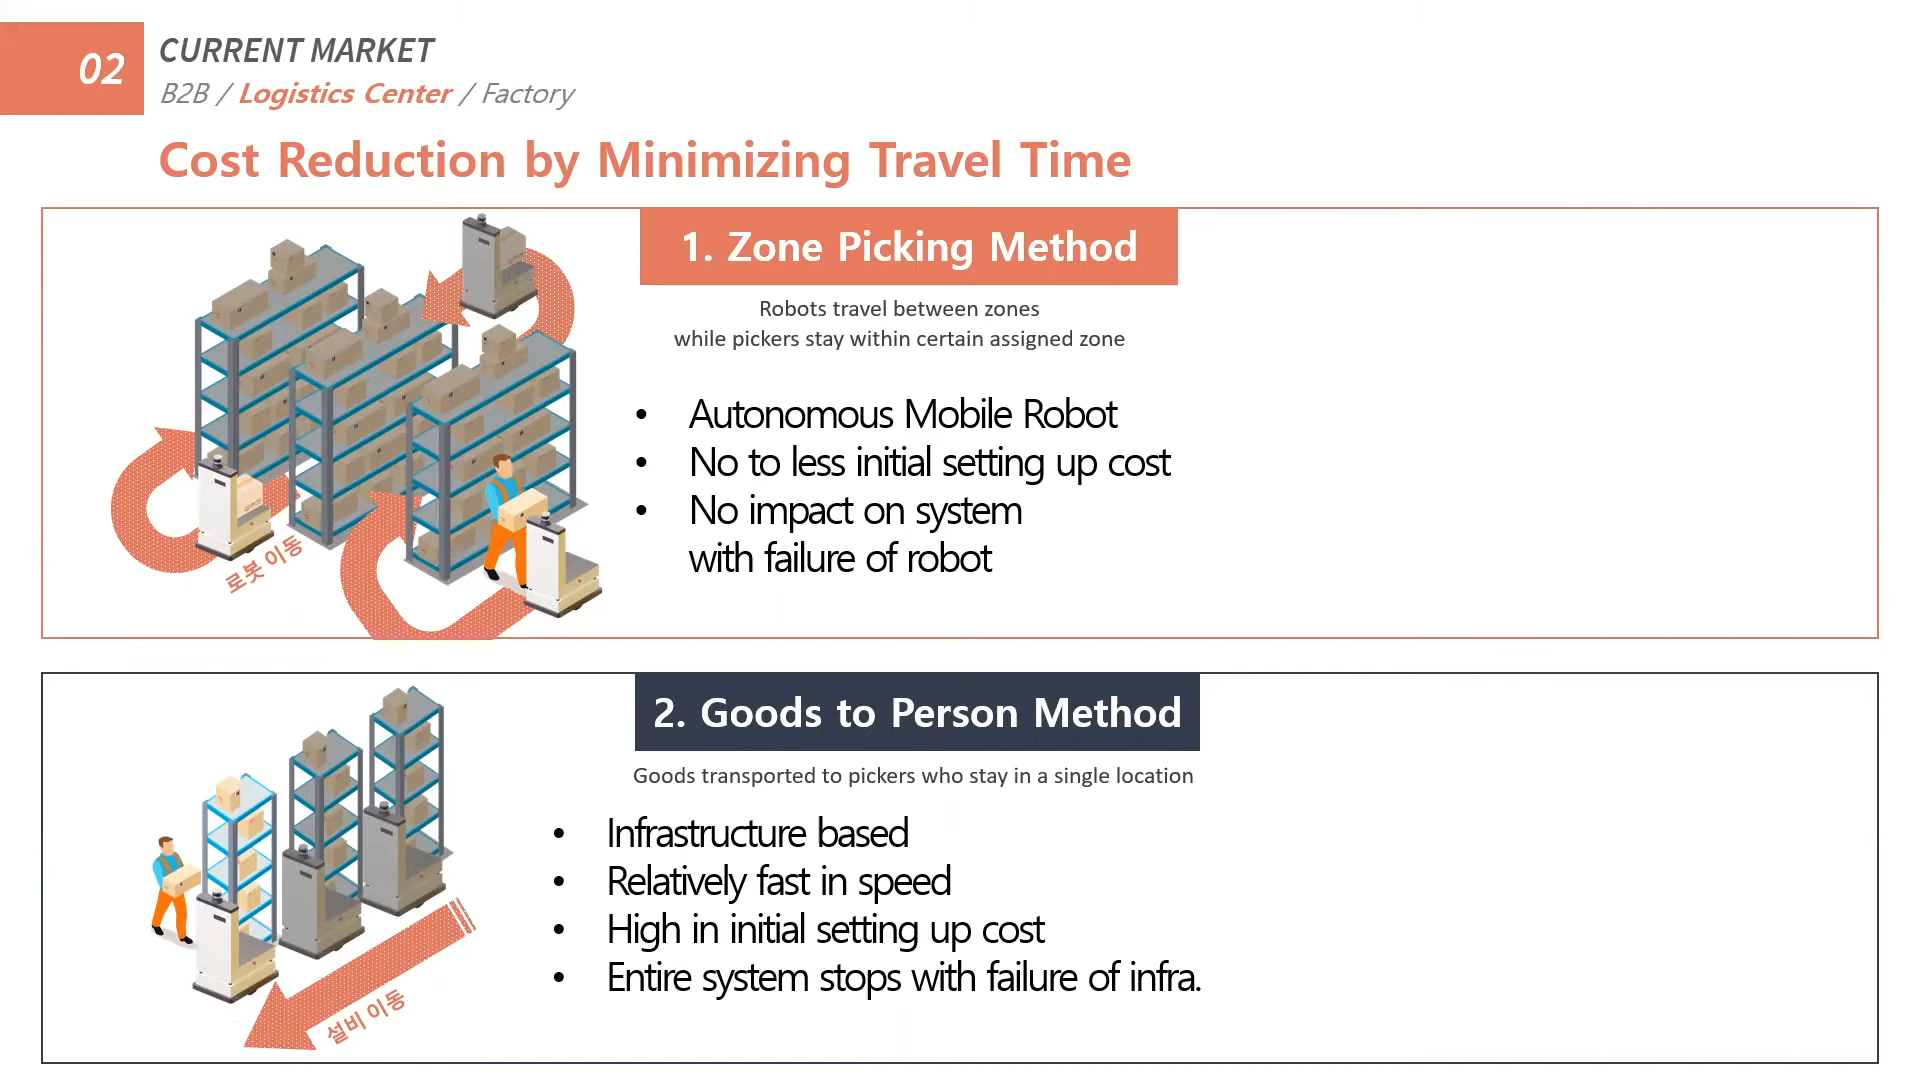 02
CURRENT MARKET
B2B / Logistics Center / Factory
Cost Reduction by Minimizing Travel Time
1. Zone Picking Method
Robots travel between zones
while pickers stay within certain assigned zone
• Autonomous Mobile Robot
• No to less initial setting up cost
• No impact on system
with failure of robot
로봇 이동
2. Goods to Person Method
Goods transported to pickers who stay in a single location
• Infrastructure based
• Relatively fast in speed
• High in initial setting up cost
• Entire system stops with failure of infra.
설비 이동